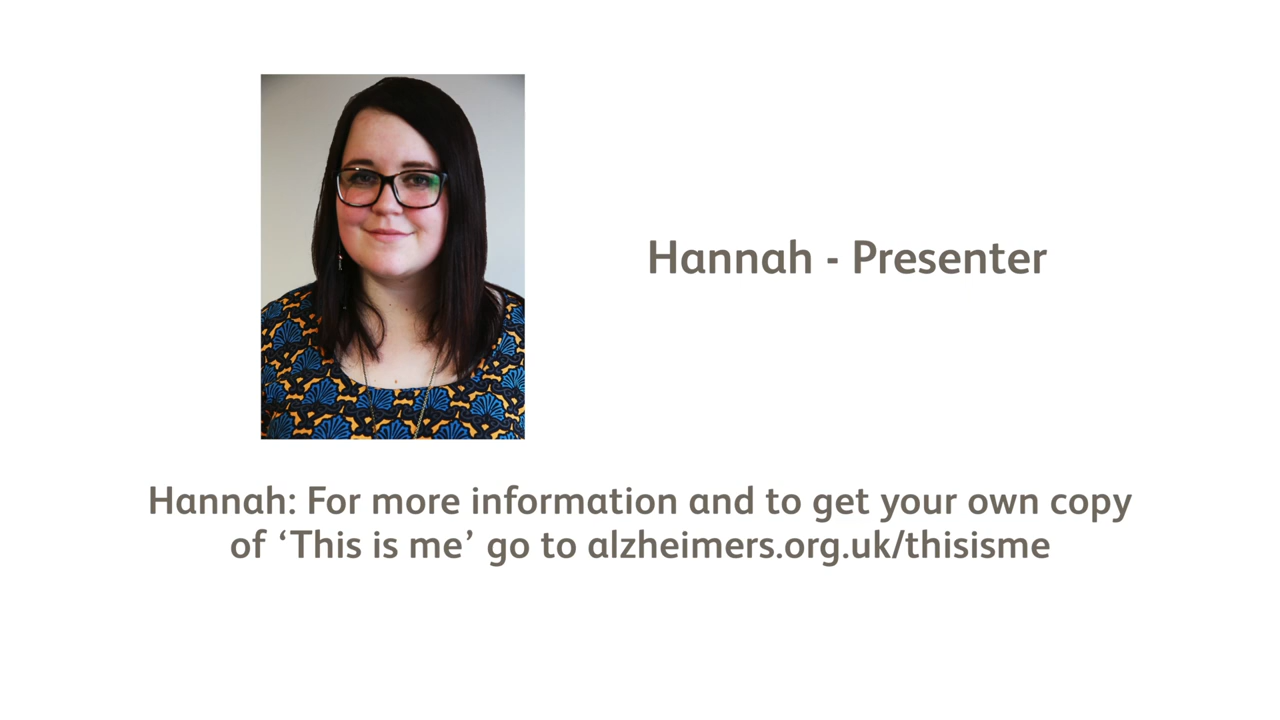 Hannah - Presenter
Hannah: For more information and to get your own copy
of ‘This is me’ go to alzheimers.org.uk/thisisme